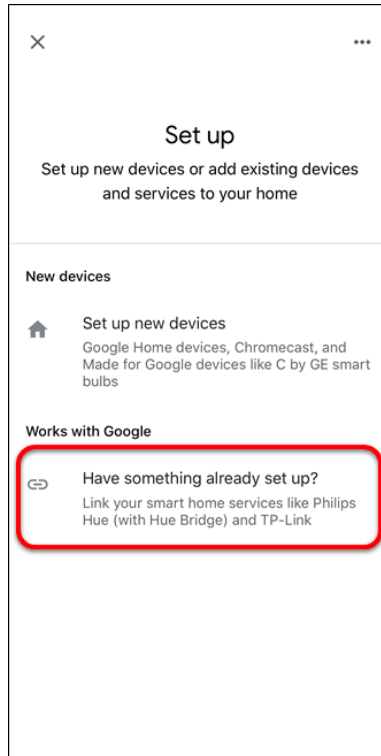 Set up
Set up new devices or add existing devices
and services to your home
New devices
Set up new devices
Google Home devices, Chromecast, and
Made for Google devices like C by GE smart
bulbs
Works with Google
Have something already set up?
Link your smart home services like Philips
Hue (with Hue Bridge) and TP-Link